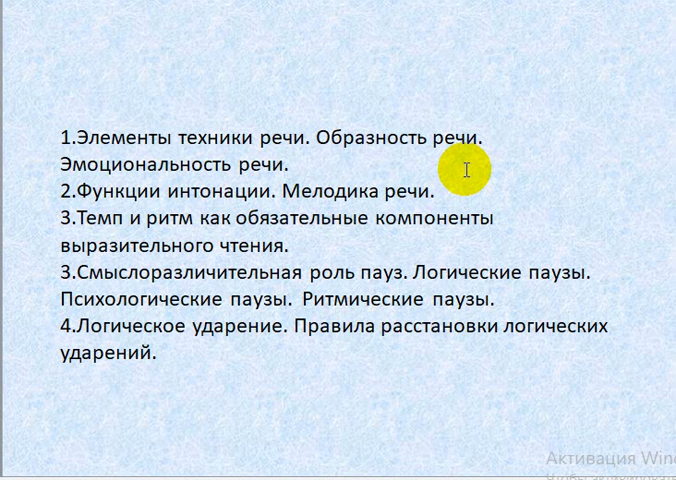 1.Элементы техники речи. Образность речи.
Эмоциональность речи.
2.Функции интонации. Мелодика речи.
3.Темп и ритм как обязательные компоненты
выразительного чтения.
3.Смыслоразличительная роль пауз. Логические паузы.
Психологические паузы. Ритмические паузы.
4.Логическое ударение. Правила расстановки логических
ударений.
Активация Win